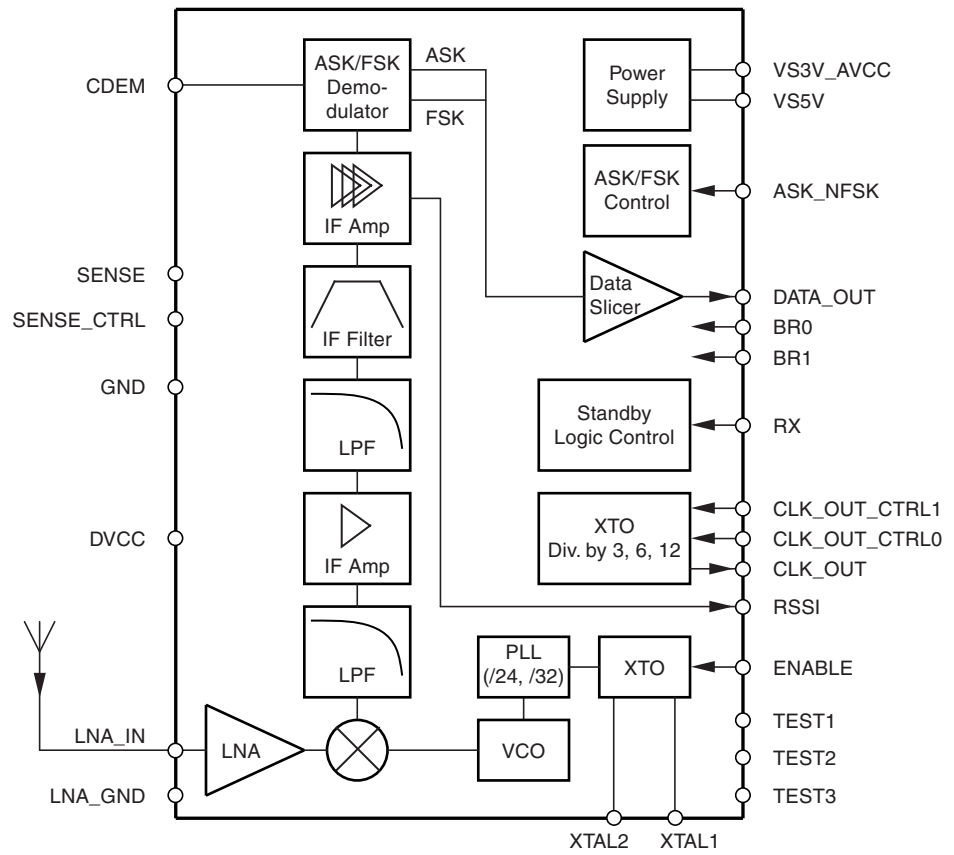 CDEM
SENSE
SENSE_CTRL
GND
DVCC
LNA_IN
LNA_GND
ASK/FSK
Demo-
dulator
ASK
FSK
IF Amp
IF Filter
LPF
IF Amp
LPF
LNA
VCO
PLL
(/24, /32)
XTO
Power
Supply
ASK/FSK
Control
Data
Slicer
Standby
Logic Control
XTO
Div. by 3, 6, 12
VS3V_AVCC
VS5V
ASK_NFSK
DATA_OUT
BR0
BR1
RX
CLK_OUT_CTRL1
CLK_OUT_CTRL0
CLK_OUT
RSSI
ENABLE
TEST1
TEST2
TEST3
XTAL2
XTAL1